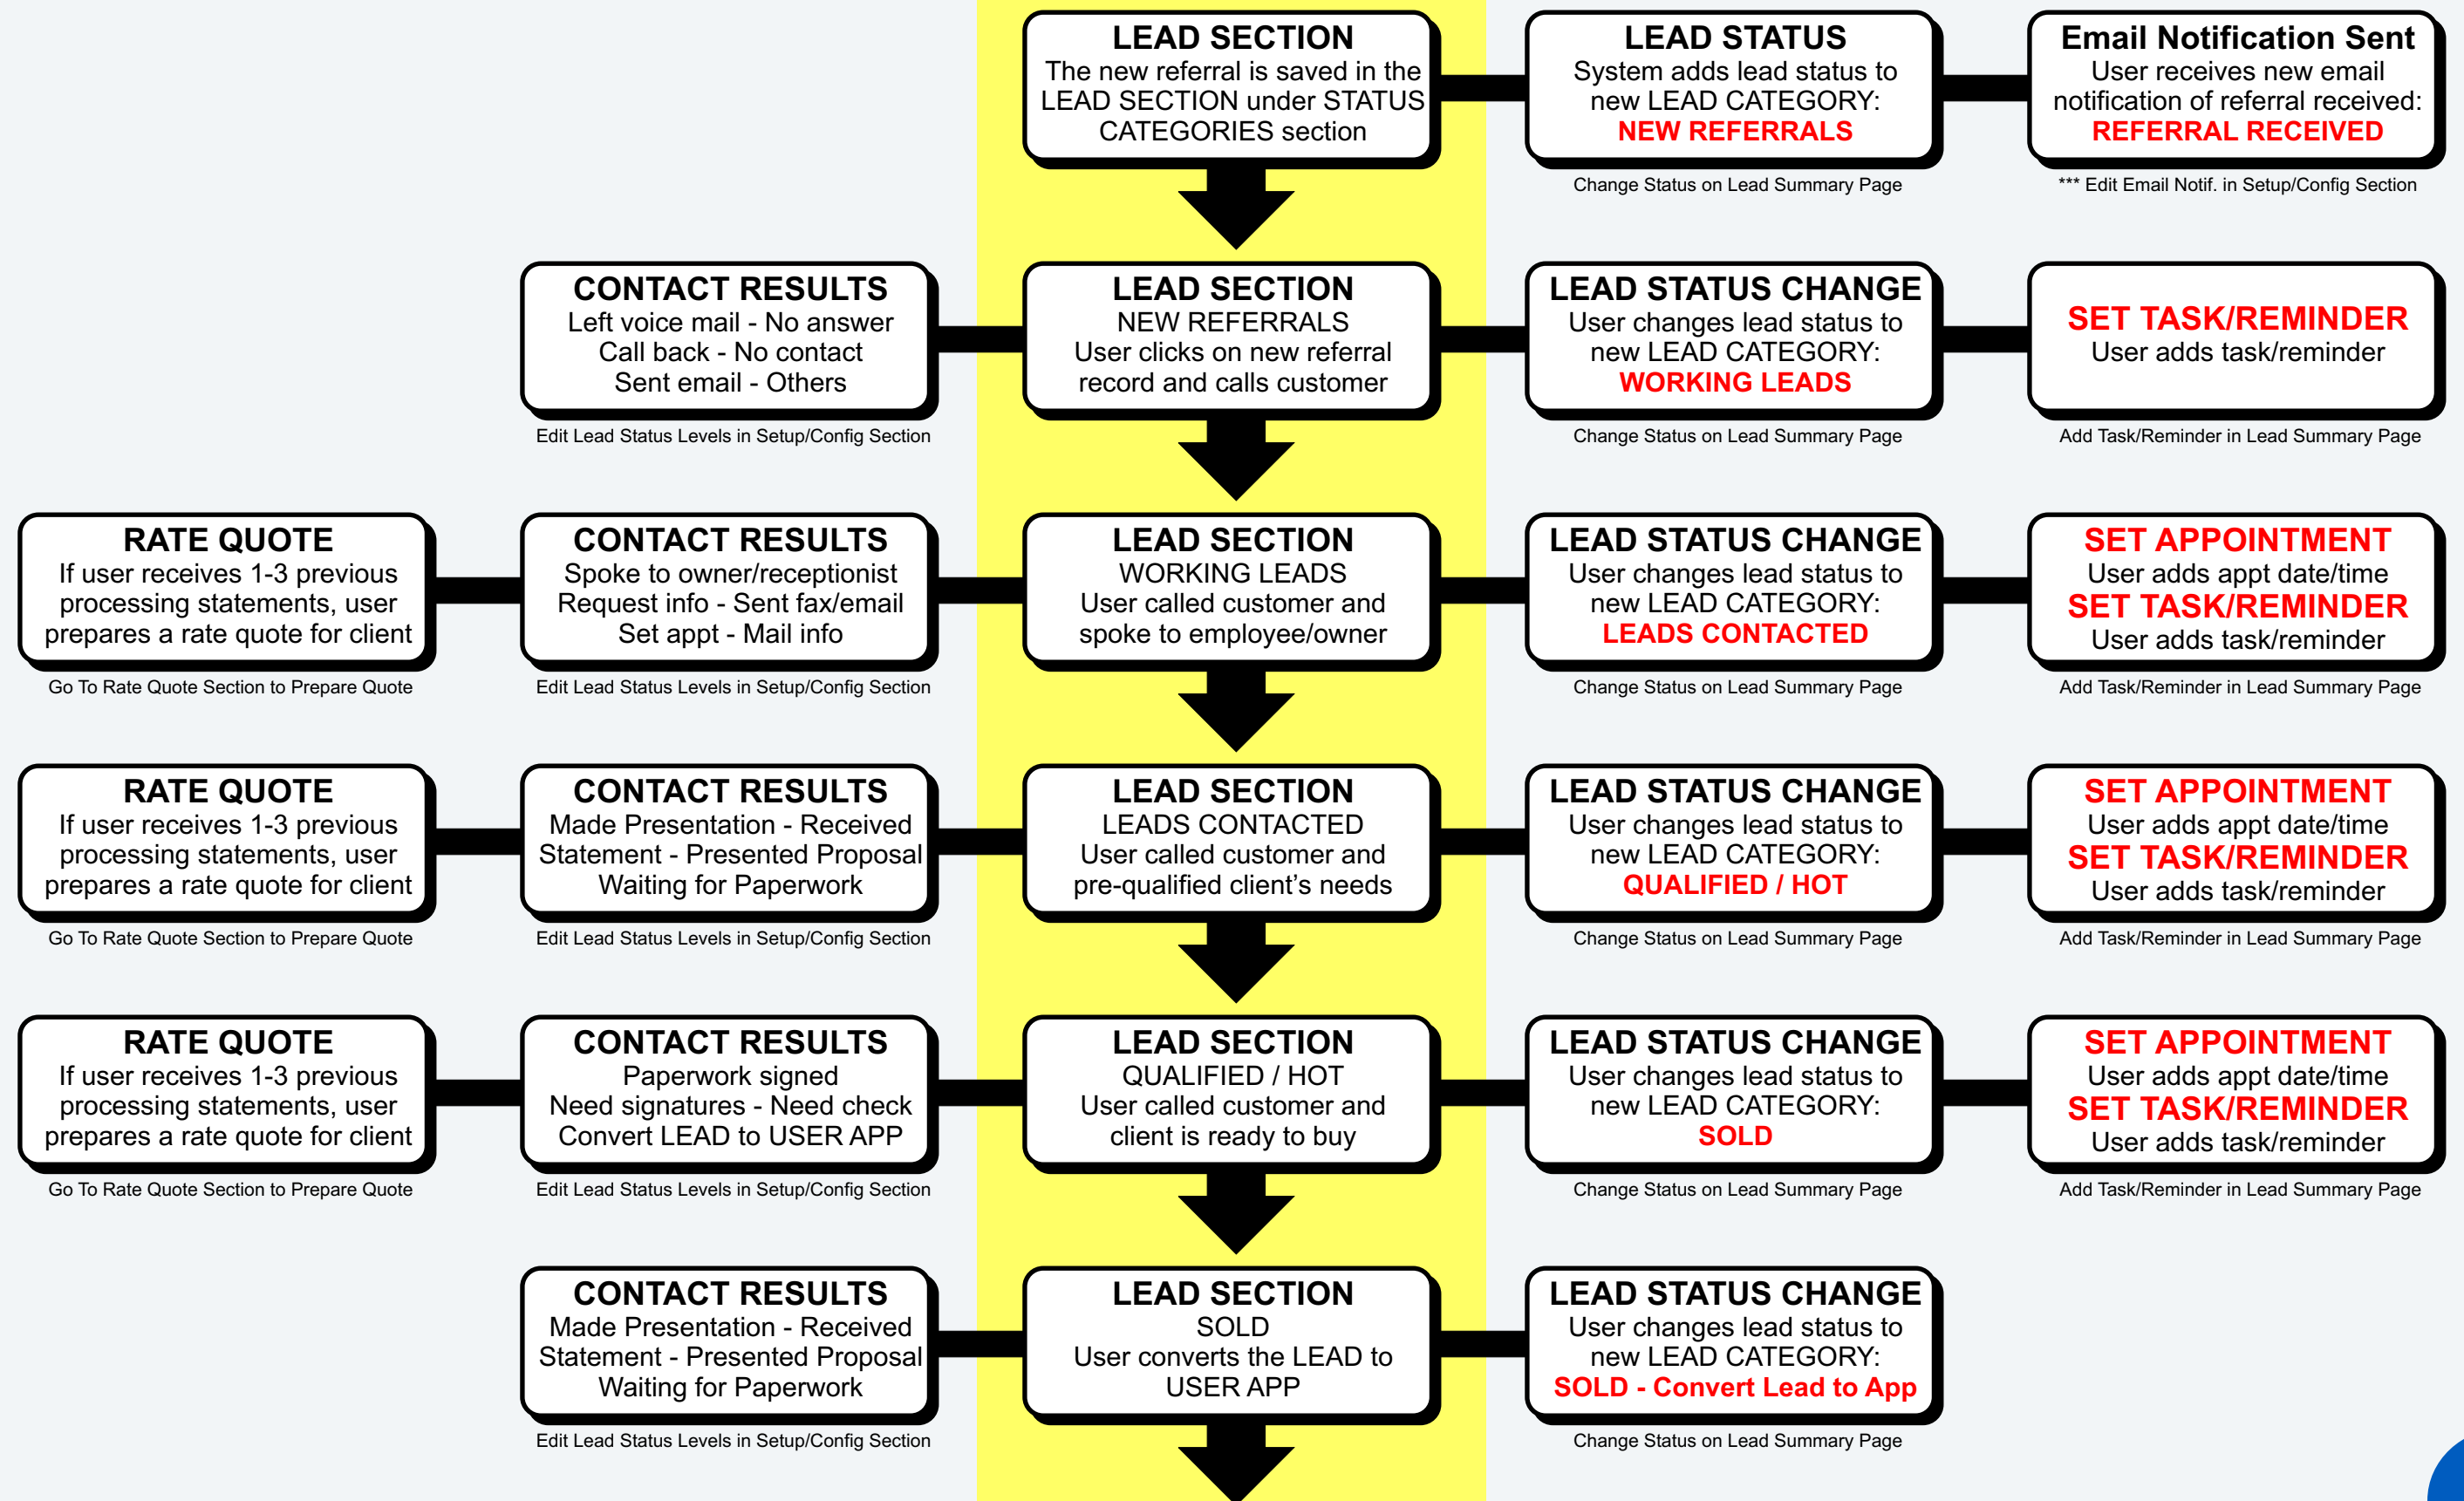 LEAD SECTION
The new referral is saved in the
LEAD SECTION under STATUS
CATEGORIES section
LEAD STATUS
System adds lead status to
new LEAD CATEGORY:
NEW REFERRALS
Change Status on Lead Summary Page
Email Notification Sent
User receives new email
notification of referral received:
REFERRAL RECEIVED
*** Edit Email Notif. in Setup/Config Section
CONTACT RESULTS
Left voice mail - No answer
Call back - No contact
Sent email - Others
Edit Lead Status Levels in Setup/Config Section
LEAD SECTION
NEW REFERRALS
User clicks on new referral
record and calls customer
LEAD STATUS CHANGE
User changes lead status to
new LEAD CATEGORY:
WORKING LEADS
Change Status on Lead Summary Page
SET TASK/REMINDER
User adds task/reminder
Add Task/Reminder in Lead Summary Page
RATE QUOTE
If user receives 1-3 previous
processing statements, user
prepares a rate quote for client
Go To Rate Quote Section to Prepare Quote
CONTACT RESULTS
Spoke to owner/receptionist
Request info - Sent fax/email
Set appt - Mail info
Edit Lead Status Levels in Setup/Config Section
LEAD SECTION
WORKING LEADS
User called customer and
spoke to employee/owner
LEAD STATUS CHANGE
User changes lead status to
new LEAD CATEGORY:
LEADS CONTACTED
Change Status on Lead Summary Page
SET APPOINTMENT
User adds appt date/time
SET TASK/REMINDER
User adds task/reminder
Add Task/Reminder in Lead Summary Page
RATE QUOTE
If user receives 1-3 previous
processing statements, user
prepares a rate quote for client
Go To Rate Quote Section to Prepare Quote
CONTACT RESULTS
Made Presentation - Received
Statement - Presented Proposal
Waiting for Paperwork
Edit Lead Status Levels in Setup/Config Section
LEAD SECTION
LEADS CONTACTED
User called customer and
pre-qualified client's needs
LEAD STATUS CHANGE
User changes lead status to
new LEAD CATEGORY:
QUALIFIED / HOT
Change Status on Lead Summary Page
SET APPOINTMENT
User adds appt date/time
SET TASK/REMINDER
User adds task/reminder
Add Task/Reminder in Lead Summary Page
RATE QUOTE
If user receives 1-3 previous
processing statements, user
prepares a rate quote for client
Go To Rate Quote Section to Prepare Quote
CONTACT RESULTS
Paperwork signed
Need signatures - Need check
Convert LEAD to USER APP
Edit Lead Status Levels in Setup/Config Section
LEAD SECTION
QUALIFIED / HOT
User called customer and
client is ready to buy
LEAD STATUS CHANGE
User changes lead status to
new LEAD CATEGORY:
SOLD
Change Status on Lead Summary Page
SET APPOINTMENT
User adds appt date/time
SET TASK/REMINDER
User adds task/reminder
Add Task/Reminder in Lead Summary Page
CONTACT RESULTS
Made Presentation - Received
Statement - Presented Proposal
Waiting for Paperwork
Edit Lead Status Levels in Setup/Config Section
LEAD SECTION
SOLD
User converts the LEAD to
USER APP
LEAD STATUS CHANGE
User changes lead status to
new LEAD CATEGORY:
SOLD - Convert Lead to App
Change Status on Lead Summary Page